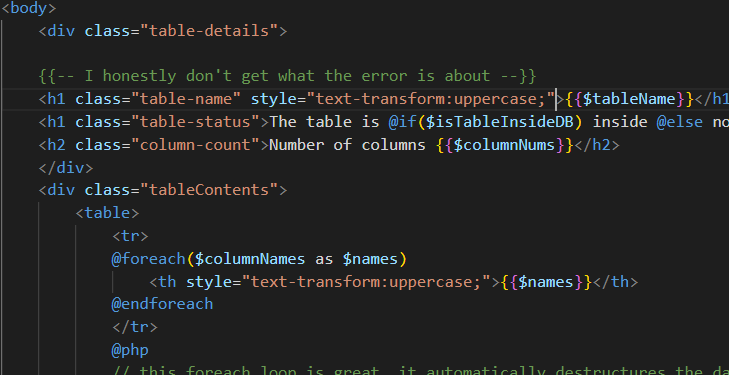 <body>
<div class="table-details">
{{-- I honestly don't get what the error is about --}}
<h1 class="table-name" style="text-transform:uppercase;">{{$tableName}}</h1
<h1 class="table-status">The table is @if($isTableInsideDB) inside @else no
<h2 class="column-count">Number of columns {{$columnNums}}</h2>
</div>
<div class="tableContents">
<table>
<tr>
@foreach($columnNames as $names)
<th style="text-transform:uppercase;">{{$names}}</th>
@endforeach
</tr>
@php
// this foreach loop is great, it automatically destructures the da